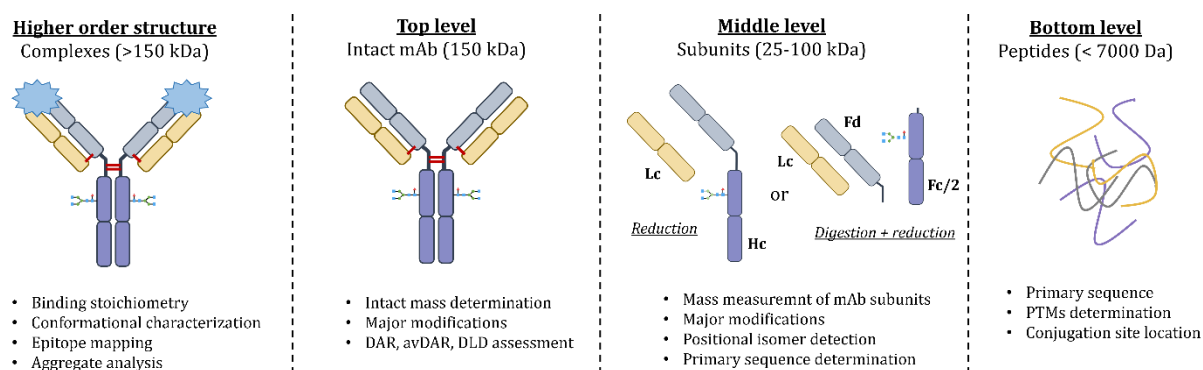 Higher order structure
Complexes (>150 kDa)
• Binding stoichiometry
• Conformational characterization
• Epitope mapping
• Aggregate analysis
Top level
Intact mAb (150 kDa)
• Intact mass determination
• Major modifications
• DAR, avDAR, DLD assessment
Middle level
Subunits (25-100 kDa)
Lc
Reduction
Hc
or
Lc
Fd
Fc/2
Digestion + reduction
• Mass measuremnt of mAb subunits
• Major modifications
• Positional isomer detection
• Primary sequence determination
Bottom level
Peptides (< 7000 Da)
• Primary sequence
• PTMs determination
• Conjugation site location